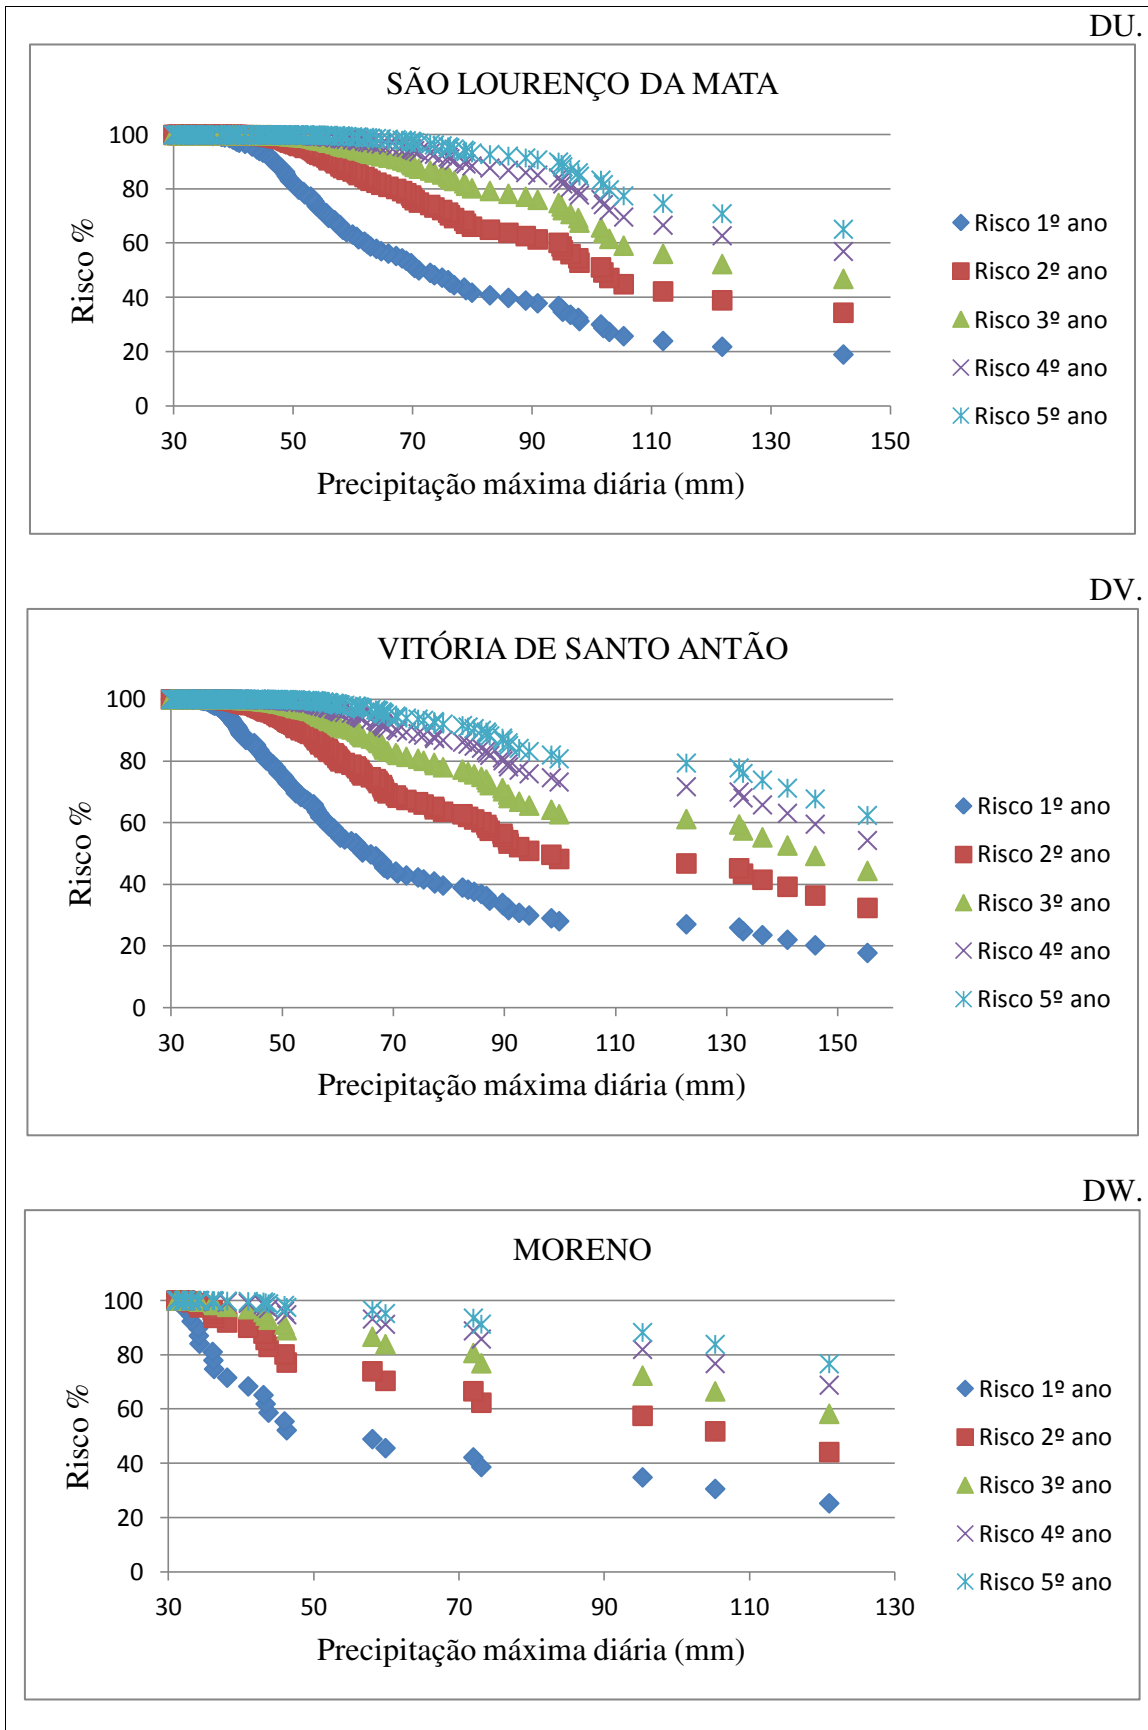 DU.
SÃO LOURENÇO DA MATA
Risco %
100
80
60
40
20
0
30 50 70 90 110 130 150
Precipitação máxima diária (mm)
Risco 1º ano
Risco 2º ano
Risco 3º ano
Risco 4º ano
Risco 5º ano
DV.
VITÓRIA DE SANTO ANTÃO
Risco %
100
80
60
40
20
0
30 50 70 90 110 130 150
Precipitação máxima diária (mm)
Risco 1º ano
Risco 2º ano
Risco 3º ano
Risco 4º ano
Risco 5º ano
DW.
MORENO
Risco %
100
80
60
40
20
0
30 50 70 90 110 130
Precipitação máxima diária (mm)
Risco 1º ano
Risco 2º ano
Risco 3º ano
Risco 4º ano
Risco 5º ano